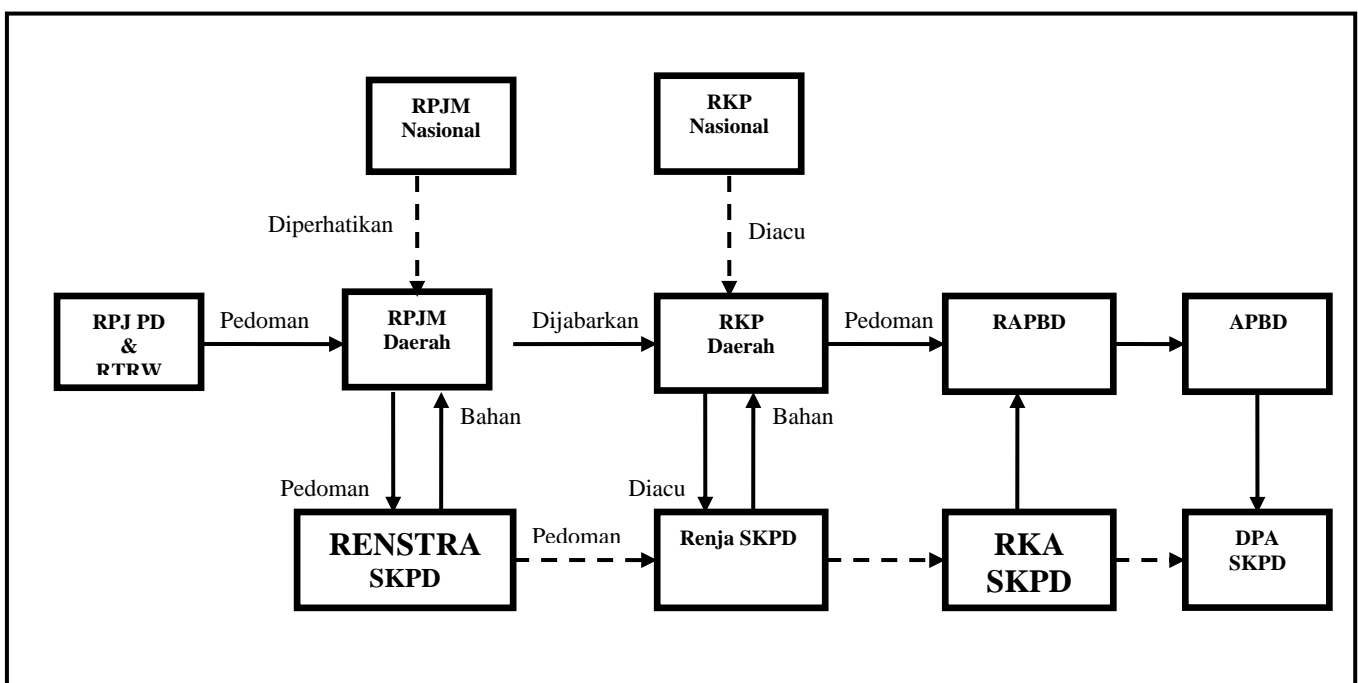 RPJM
Nasional
RKP
Nasional
Diperhatikan
Diacu
RPJ PD
&
RTRW
Pedoman
RPJM
Daerah
Dijabarkan
RKP
Daerah
Pedoman
RAPBD
APBD
Bahan
Bahan
Pedoman
Diacu
RENSTRA
SKPD
Pedoman
Renja SKPD
RKA
SKPD
DPA
SKPD